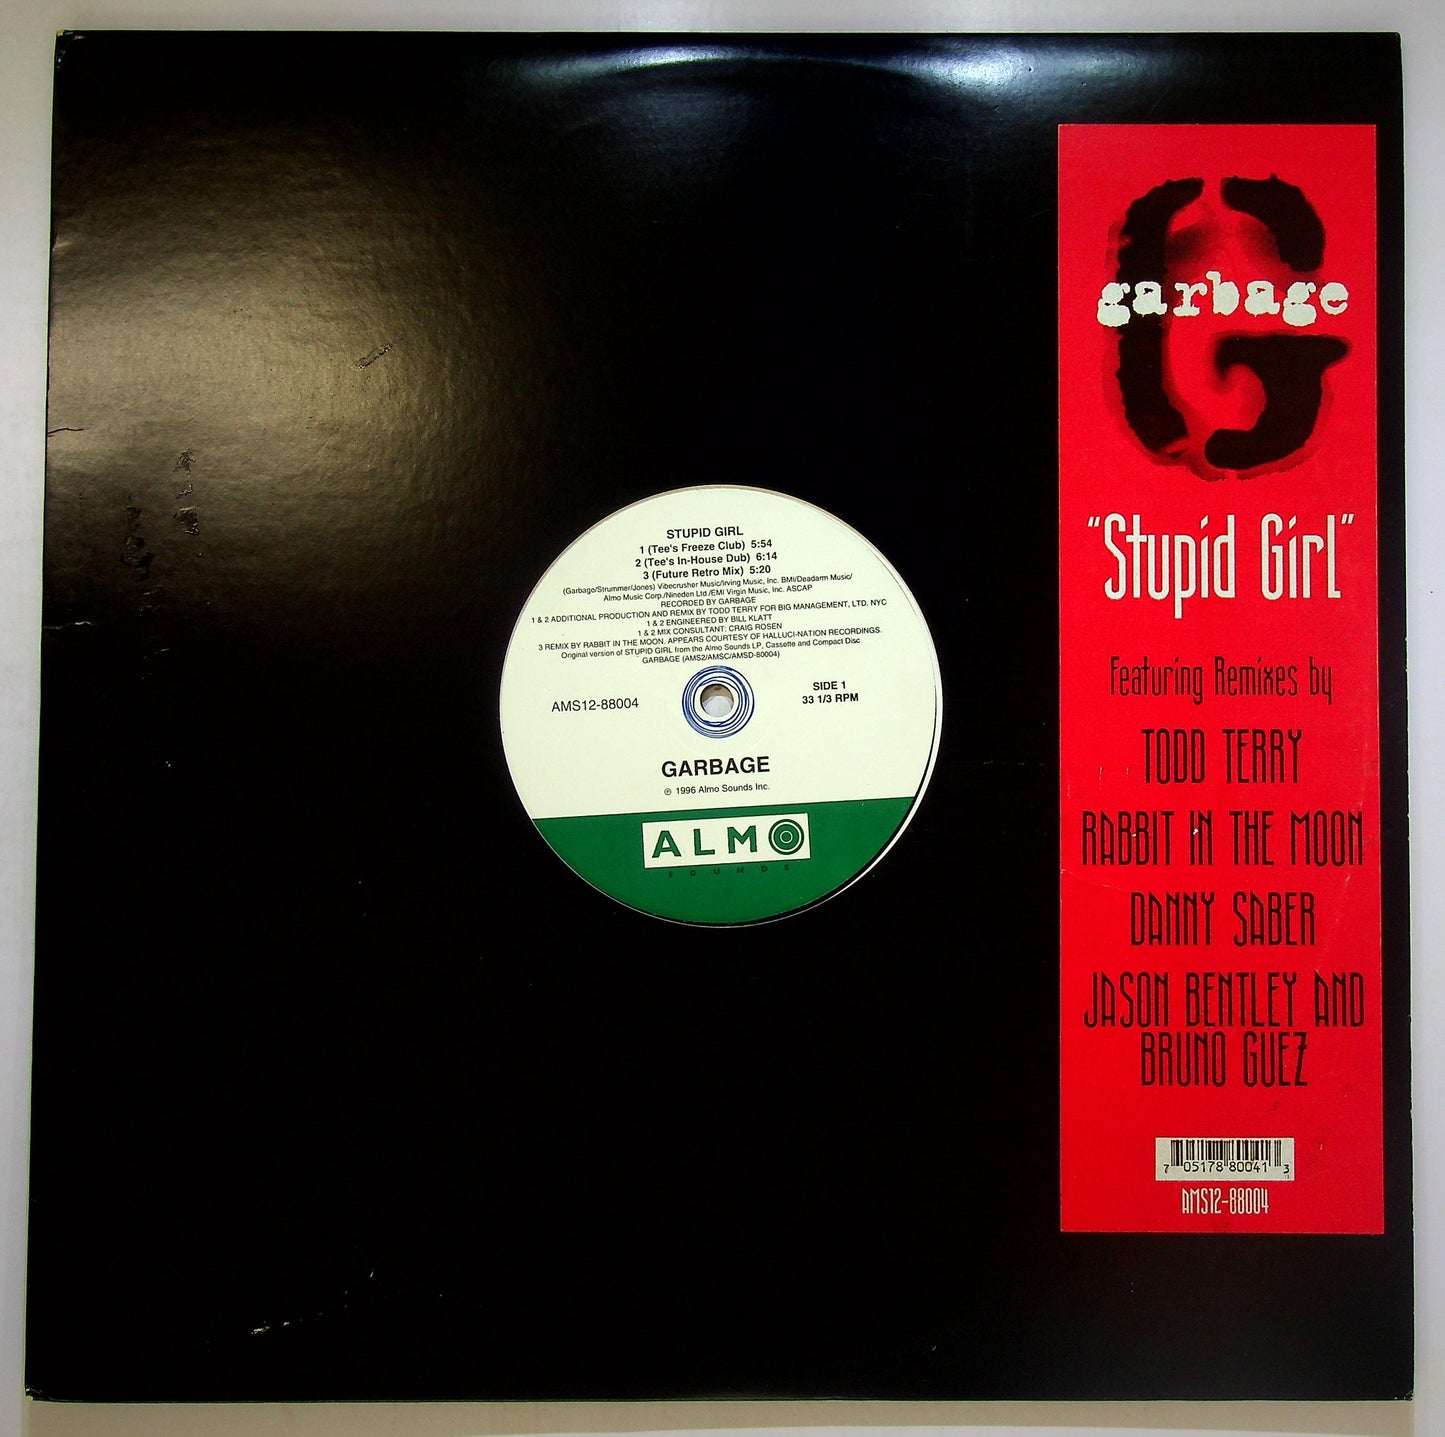 STUPID GIRL
1 (Tee's Freeze Club) 5:54
2 (Tee's In-House Dub) 6:14
3 (Future Retro Mix) 5:20
(Garbage/Strummer/Jones) Vibecrusher Music/Irving Music, Inc. BMI/Deadarm Music/
Almo Music Corp./Nineden Ltd./EMI Virgin Music, Inc. ASCAP
RECORDED BY GARBAGE
1 & 2 ADDITIONAL PRODUCTION AND REMIX BY TODD TERRY FOR BIG MANAGEMENT, LTD. NYC
1 & 2 ENGINEERED BY BILL KLATT
1 & 2 MIX CONSULTANT: CRAIG ROSEN
3 REMIX BY RABBIT IN THE MOON. APPEARS COURTESY OF HALLUCI-NATION RECORDINGS.
Original version of STUPID GIRL from the Almo Sounds LP, Cassette and Compact Disc
GARBAGE (AMS2/AMSC/AMSD-80004)
AMS12-88004
SIDE 1
33 1/3 RPM
GARBAGE
℗ 1996 Almo Sounds Inc.
ALMO
SOUNDS
G
garbage
"Stupid Girl"
Featuring Remixes by
TODD TERRY
RABBIT IN THE MOON
DANNY SABER
JASON BENTLEY AND
BRUNO GUEZ
7 05178 80041 3
AMS12-88004